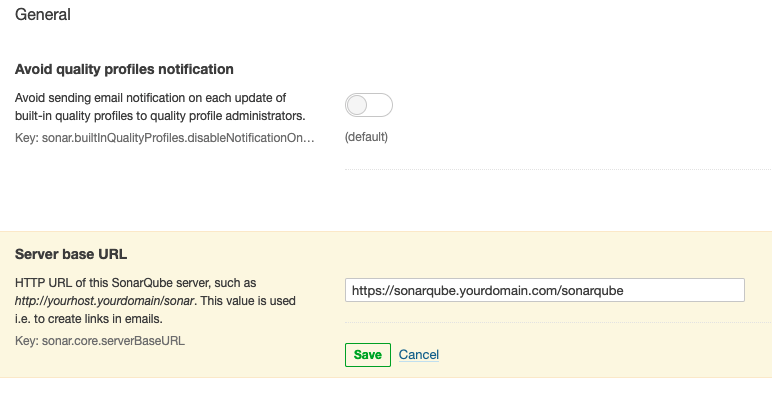 General
Avoid quality profiles notification
Avoid sending email notification on each update of
built-in quality profiles to quality profile administrators.
Key: sonar.builtInQualityProfiles.disableNotificationOn…
(default)
Server base URL
HTTP URL of this SonarQube server, such as
http://yourhost.yourdomain/sonar. This value is used
i.e. to create links in emails.
Key: sonar.core.serverBaseURL
https://sonarqube.yourdomain.com/sonarqube
Save Cancel